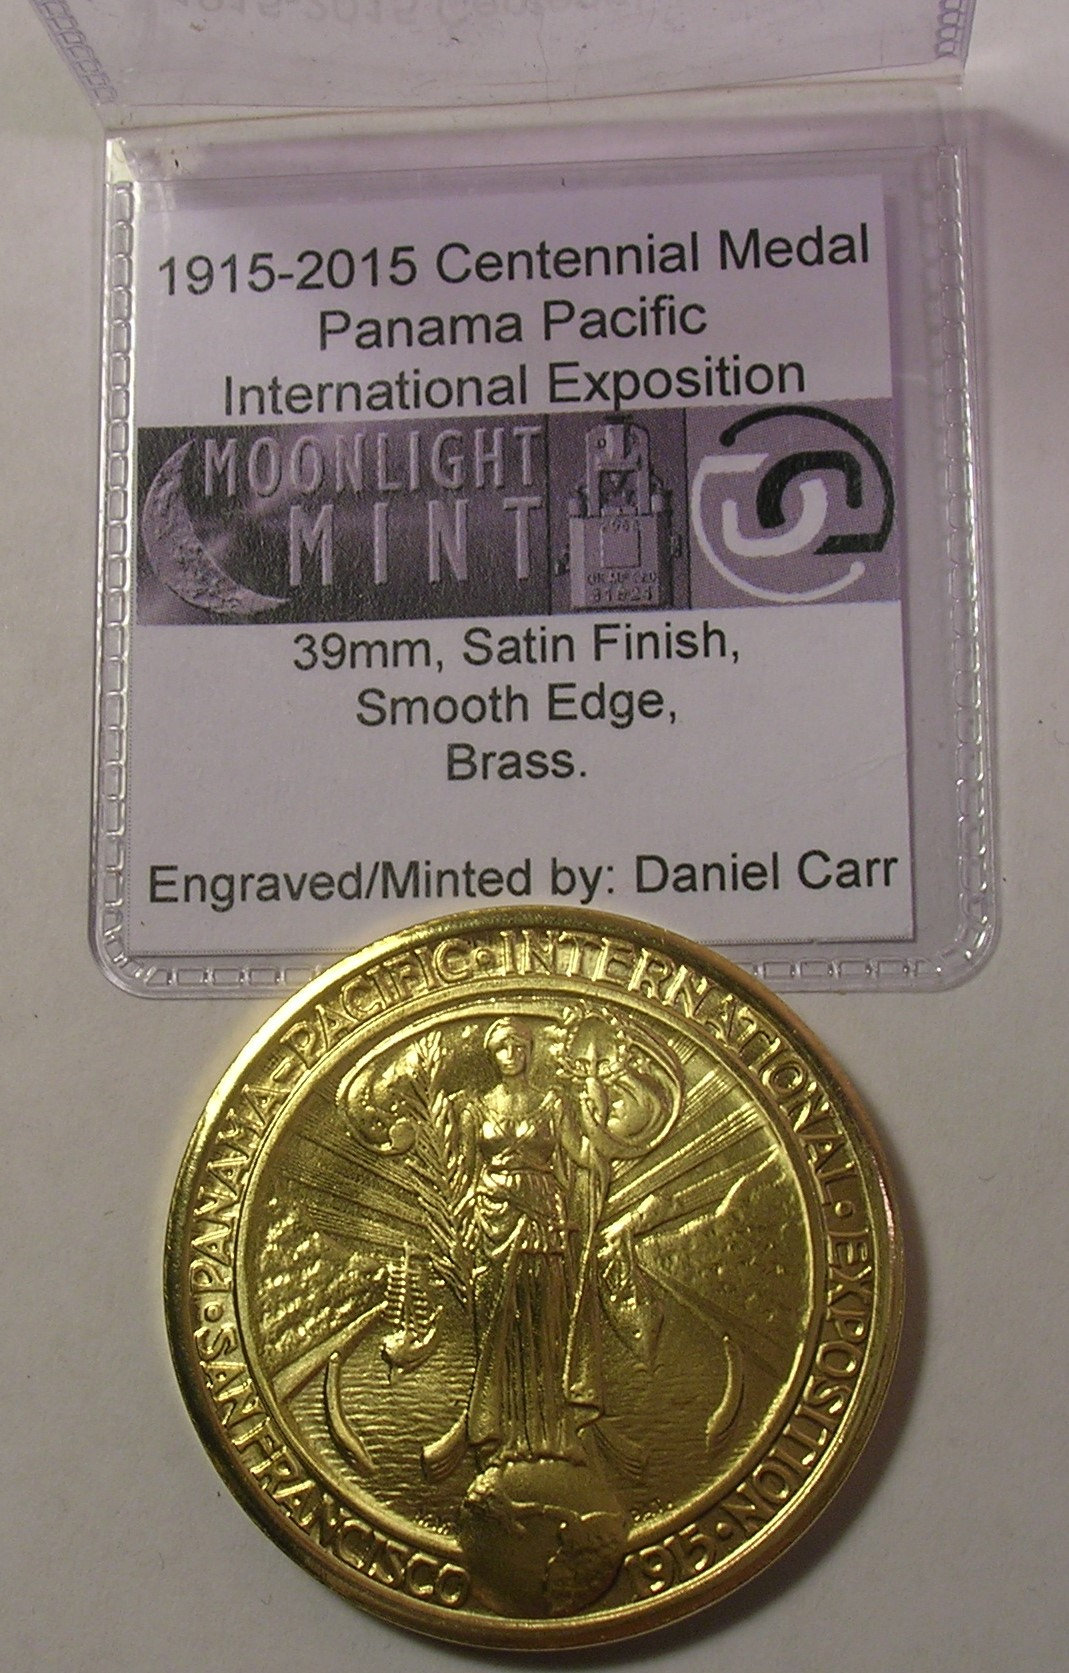 1915-2015 Centennial Medal
Panama Pacific
International Exposition
MOONLIGHT
MINT
39mm, Satin Finish,
Smooth Edge,
Brass.
Engraved/Minted by: Daniel Carr
·PANAMA-PACIFIC·INTERNATIONAL·EXPOSITION·
SAN FRANCISCO 1915